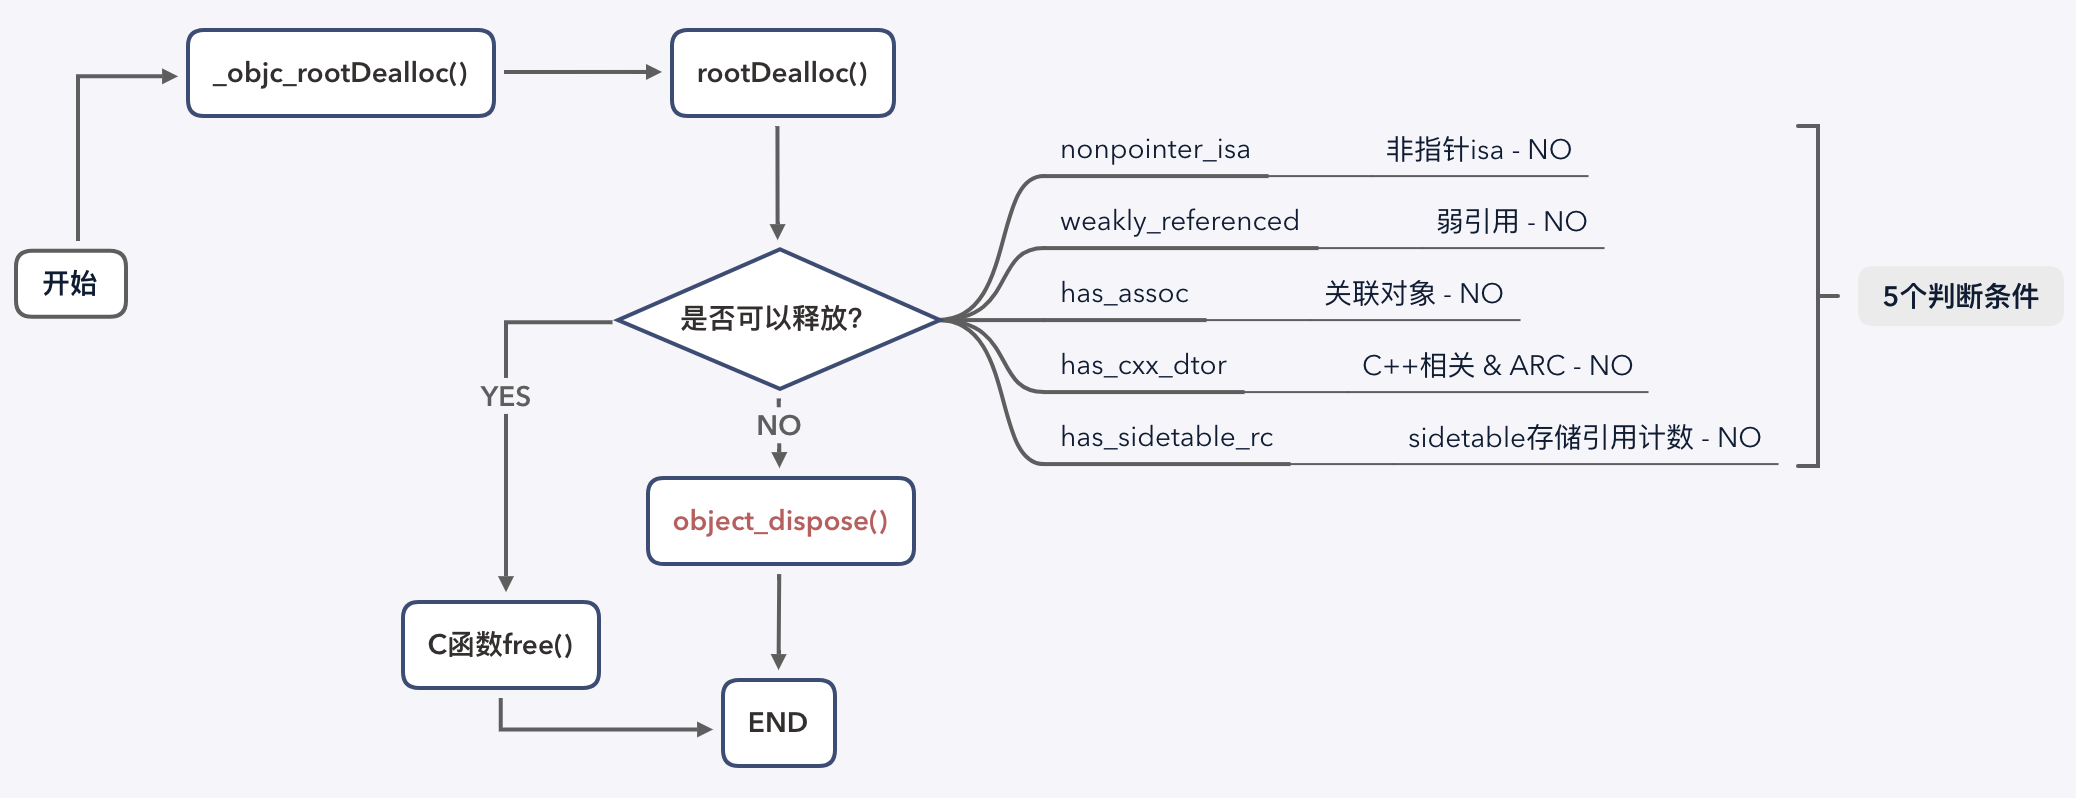 _objc_rootDealloc()
rootDealloc()
开始
是否可以释放?
nonpointer_isa 非指针isa - NO
weakly_referenced 弱引用 - NO
has_assoc 关联对象 - NO
has_cxx_dtor C++相关 & ARC - NO
has_sidetable_rc sidetable存储引用计数 - NO
5个判断条件
YES
NO
object_dispose()
C函数free()
END